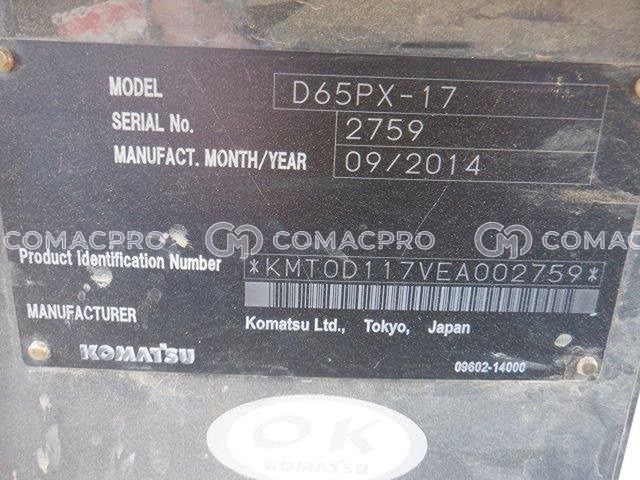 MODEL D65PX-17
SERIAL No. 2759
MANUFACT. MONTH/YEAR 09/2014
COMACPRO COMACPRO COMACPRO
Product Identification Number *KMT0D117VEA002759*
MANUFACTURER Komatsu Ltd., Tokyo, Japan
KOMATSU 09602-14000
OK
KOMATSU